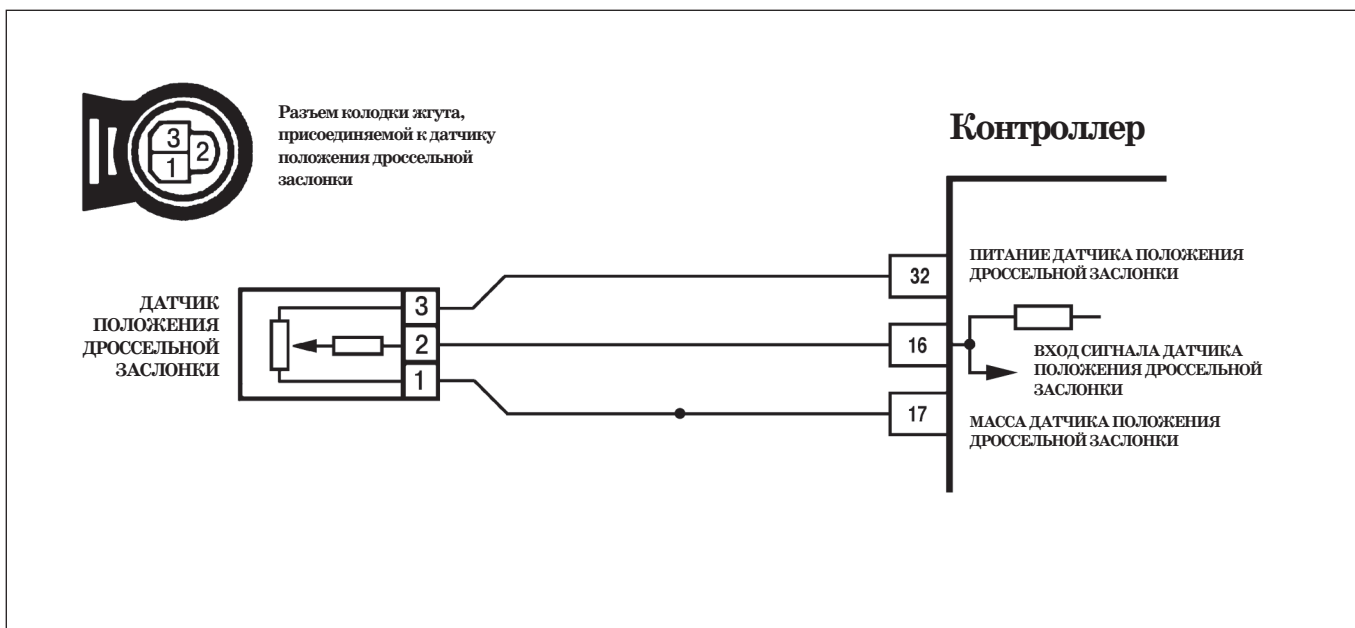 3
2
1
Разъем колодки жгута,
присоединяемой к датчику
положения дроссельной
заслонки
Контроллер
ДАТЧИК
ПОЛОЖЕНИЯ
ДРОССЕЛЬНОЙ
ЗАСЛОНКИ
3
2
1
32
16
17
ПИТАНИЕ ДАТЧИКА ПОЛОЖЕНИЯ
ДРОССЕЛЬНОЙ ЗАСЛОНКИ
ВХОД СИГНАЛА ДАТЧИКА
ПОЛОЖЕНИЯ ДРОССЕЛЬНОЙ
ЗАСЛОНКИ
МАССА ДАТЧИКА ПОЛОЖЕНИЯ
ДРОССЕЛЬНОЙ ЗАСЛОНКИ